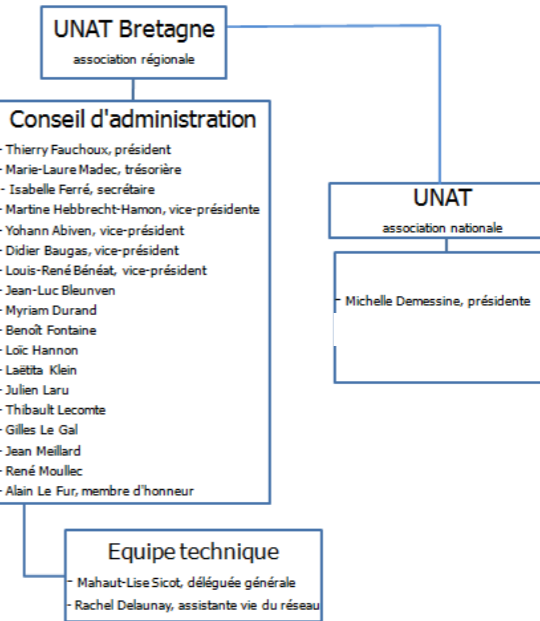 UNAT Bretagne
association régionale
Conseil d'administration
- Thierry Fauchoux, président
- Marie-Laure Madec, trésorière
- Isabelle Ferré, secrétaire
- Martine Hebbrecht-Hamon, vice-présidente
- Yohann Abiven, vice-président
- Didier Baugas, vice-président
- Louis-René Bénéat, vice-président
- Jean-Luc Bleunven
- Myriam Durand
- Benoît Fontaine
- Loïc Hannon
- Laëtita Klein
- Julien Laru
- Thibault Lecomte
- Gilles Le Gal
- Jean Meillard
- René Moullec
- Alain Le Fur, membre d'honneur
UNAT
association nationale
- Michelle Demessine, présidente
Equipe technique
- Mahaut-Lise Sicot, déléguée générale
- Rachel Delaunay, assistante vie du réseau